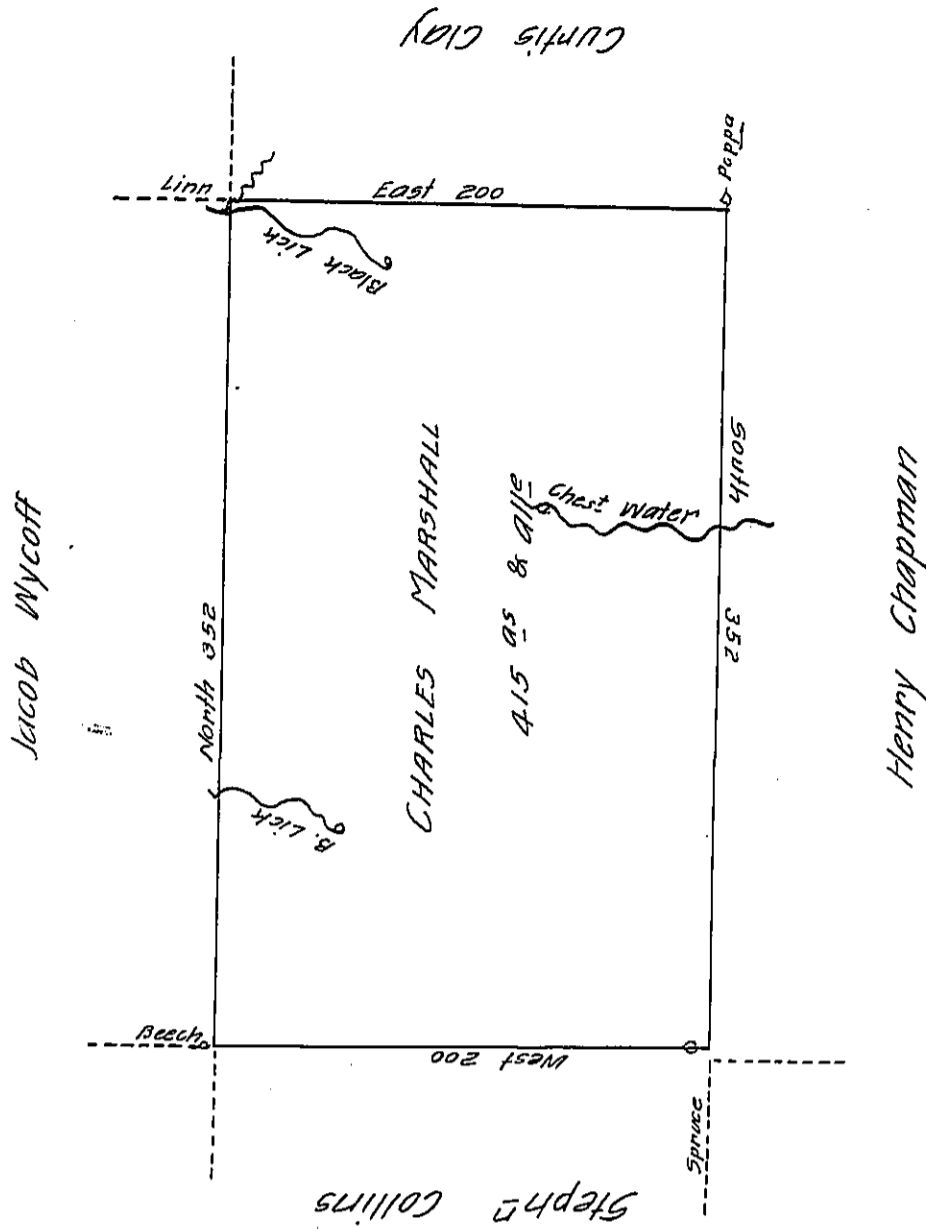 Curtis Clay
Linn
East 200
Poppa
Black Lick
Jacob Wycoff
North 352
CHARLES MARSHALL
415 as & alle
Chest Water
South 352
Henry Chapman
B. Lick
Beech
West 200
Spruce
Stephn Collins